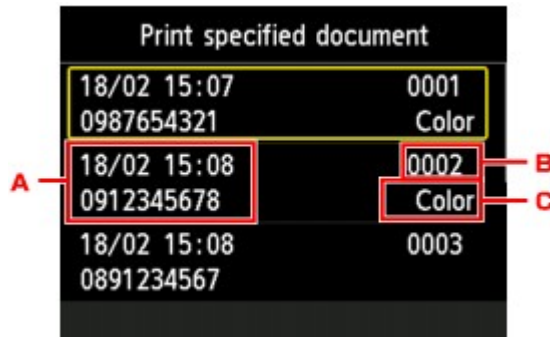 Print specified document
18/02 15:07 0001
0987654321 Color
18/02 15:08 0002
0912345678 Color
18/02 15:08 0003
0891234567
A
B
C